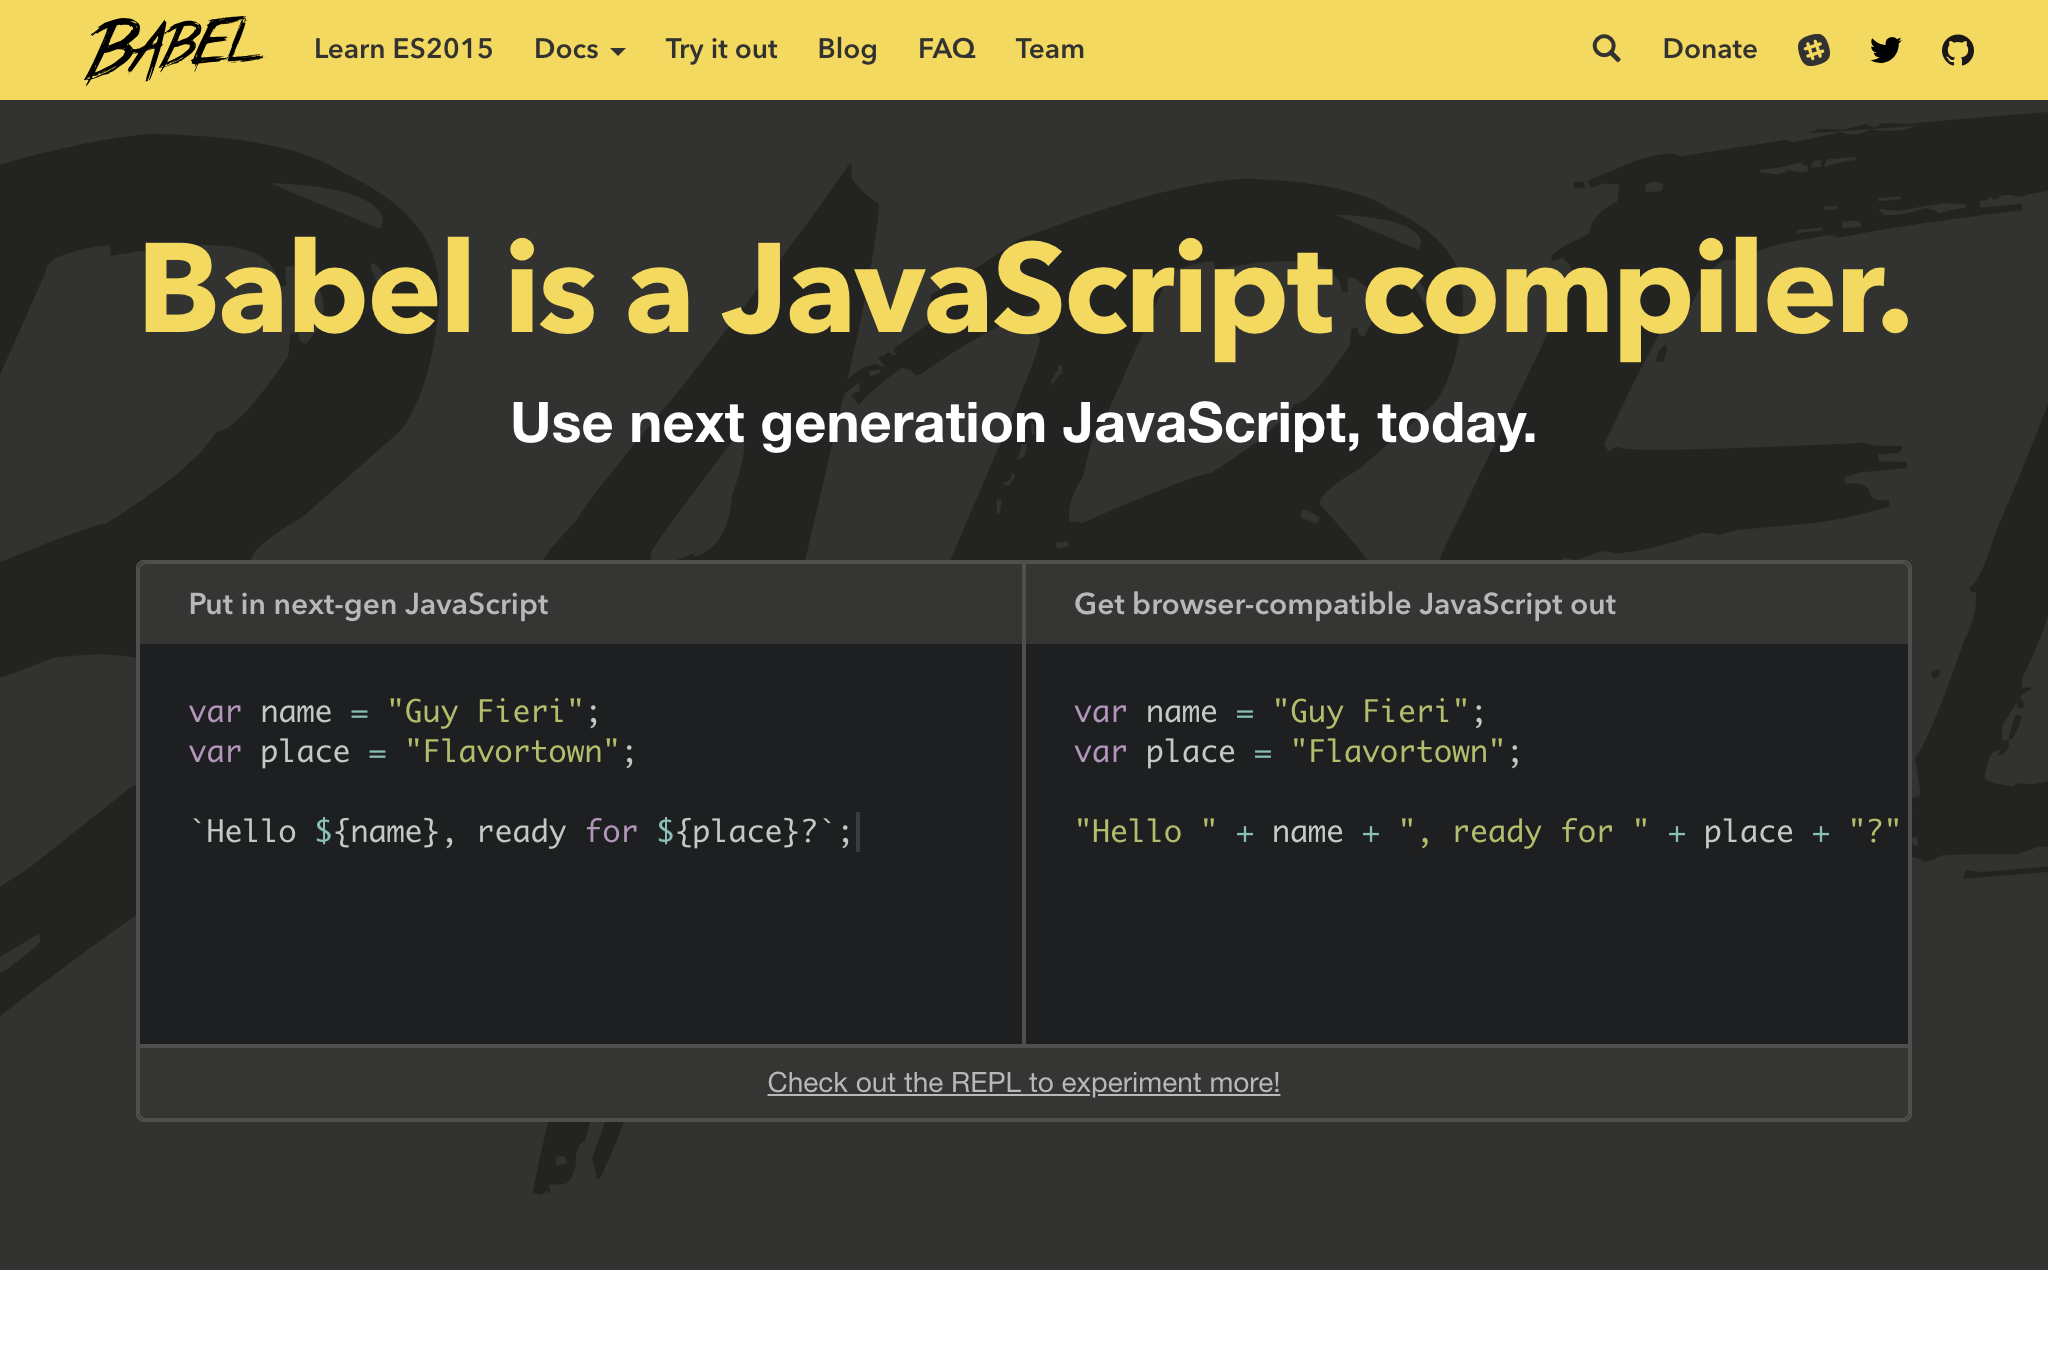 BABEL Learn ES2015 Docs Try it out Blog FAQ Team Donate
Babel is a JavaScript compiler.
Use next generation JavaScript, today.
Put in next-gen JavaScript
var name = "Guy Fieri";
var place = "Flavortown";
`Hello ${name}, ready for ${place}?`;
Get browser-compatible JavaScript out
var name = "Guy Fieri";
var place = "Flavortown";
"Hello " + name + ", ready for " + place + "?"
Check out the REPL to experiment more!